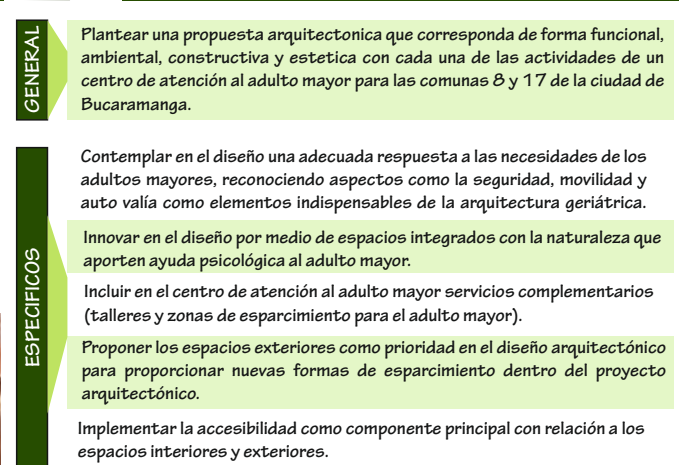 GENERAL
Plantear una propuesta arquitectonica que corresponda de forma funcional,
ambiental, constructiva y estetica con cada una de las actividades de un
centro de atención al adulto mayor para las comunas 8 y 17 de la ciudad de
Bucaramanga.
ESPECIFICOS
Contemplar en el diseño una adecuada respuesta a las necesidades de los
adultos mayores, reconociendo aspectos como la seguridad, movilidad y
auto valía como elementos indispensables de la arquitectura geriátrica.
Innovar en el diseño por medio de espacios integrados con la naturaleza que
aporten ayuda psicológica al adulto mayor.
Incluir en el centro de atención al adulto mayor servicios complementarios
(talleres y zonas de esparcimiento para el adulto mayor).
Proponer los espacios exteriores como prioridad en el diseño arquitectónico
para proporcionar nuevas formas de esparcimiento dentro del proyecto
arquitectónico.
Implementar la accesibilidad como componente principal con relación a los
espacios interiores y exteriores.